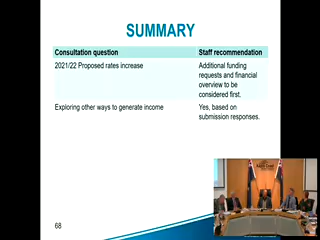 SUMMARY
Consultation question Staff recommendation
2021/22 Proposed rates increase Additional funding
requests and financial
overview to be
considered first.
Exploring other ways to generate income Yes, based on
submission responses.
68